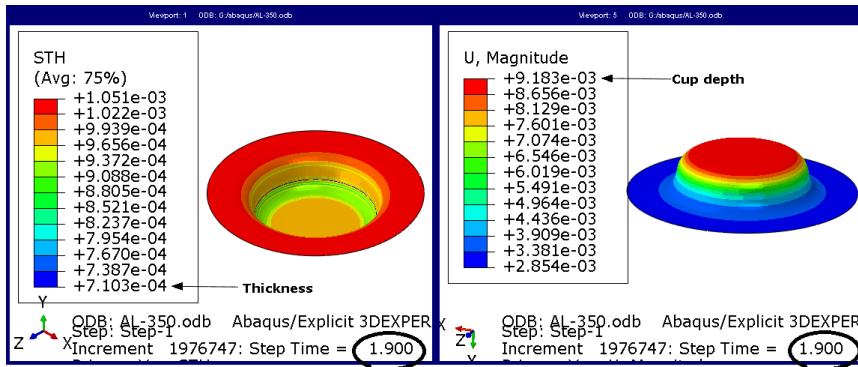 Viewport: 1 ODB: G:/abaqus/AL-350.odb
STH
(Avg: 75%)
+1.051e-03
+1.022e-03
+9.939e-04
+9.656e-04
+9.372e-04
+9.088e-04
+8.805e-04
+8.521e-04
+8.237e-04
+7.954e-04
+7.670e-04
+7.387e-04
+7.103e-04
Thickness
Y
Z
X
ODB: AL-350.odb Abaqus/Explicit 3DEXPER
Step: Step-1
Increment 1976747: Step Time = 1.900
Viewport: 5 ODB: G:/abaqus/AL-350.odb
U, Magnitude
+9.183e-03
+8.656e-03
+8.129e-03
+7.601e-03
+7.074e-03
+6.546e-03
+6.019e-03
+5.491e-03
+4.964e-03
+4.436e-03
+3.909e-03
+3.381e-03
+2.854e-03
Cup depth
X
Z
Y
ODB: AL-350.odb Abaqus/Explicit 3DEXPER
Step: Step-1
Increment 1976747: Step Time = 1.900